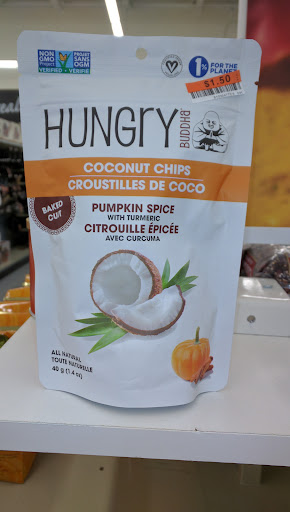 NON
GMO
Project
VERIFIED
PROJET
SANS
OGM
VÉRIFIÉ
1%
FOR THE
PLANET
$1.50
HUNGRY
BUDDHA
COCONUT CHIPS
CROUSTILLES DE COCO
BAKED
CUIT
PUMPKIN SPICE
WITH TURMERIC
CITROUILLE ÉPICÉE
AVEC CURCUMA
ALL NATURAL
TOUTE NATURELLE
40 g (1.4 oz)